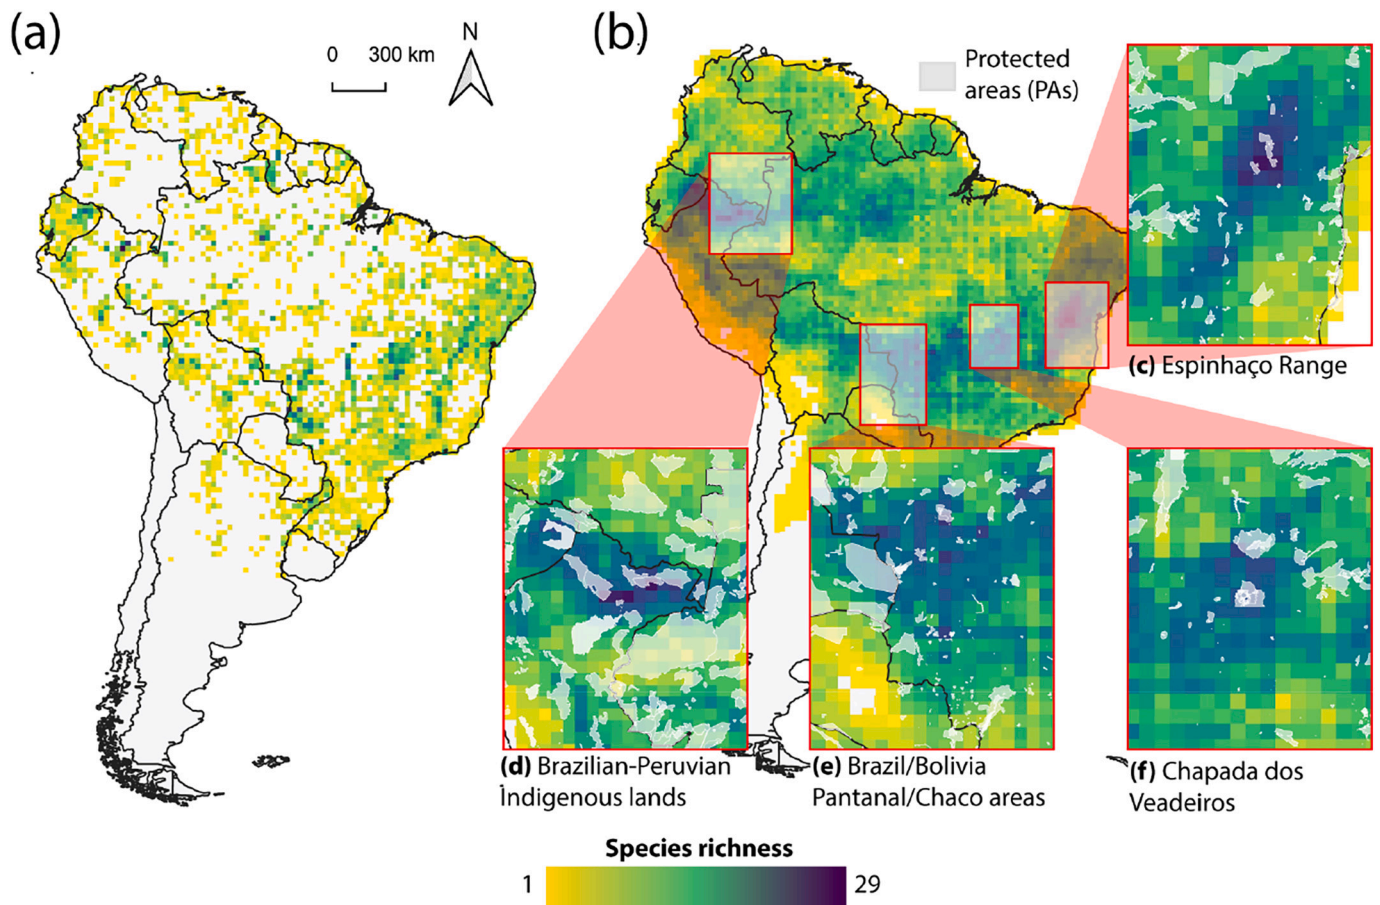 (a)
0 300 km
N
(b)
Protected
areas (PAs)
(c) Espinhaço Range
(d) Brazilian-Peruvian
Indigenous lands
(e) Brazil/Bolivia
Pantanal/Chaco areas
(f) Chapada dos
Veadeiros
Species richness
1 29